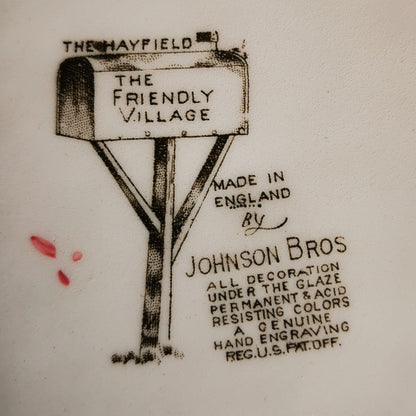 THE HAYFIELD
THE
FRIENDLY
VILLAGE
MADE IN
ENGLAND
BY
JOHNSON BROS
ALL DECORATION
UNDER THE GLAZE
PERMANENT & ACID
RESISTING COLORS
A GENUINE
HAND ENGRAVING
REG.U.S.PAT.OFF.